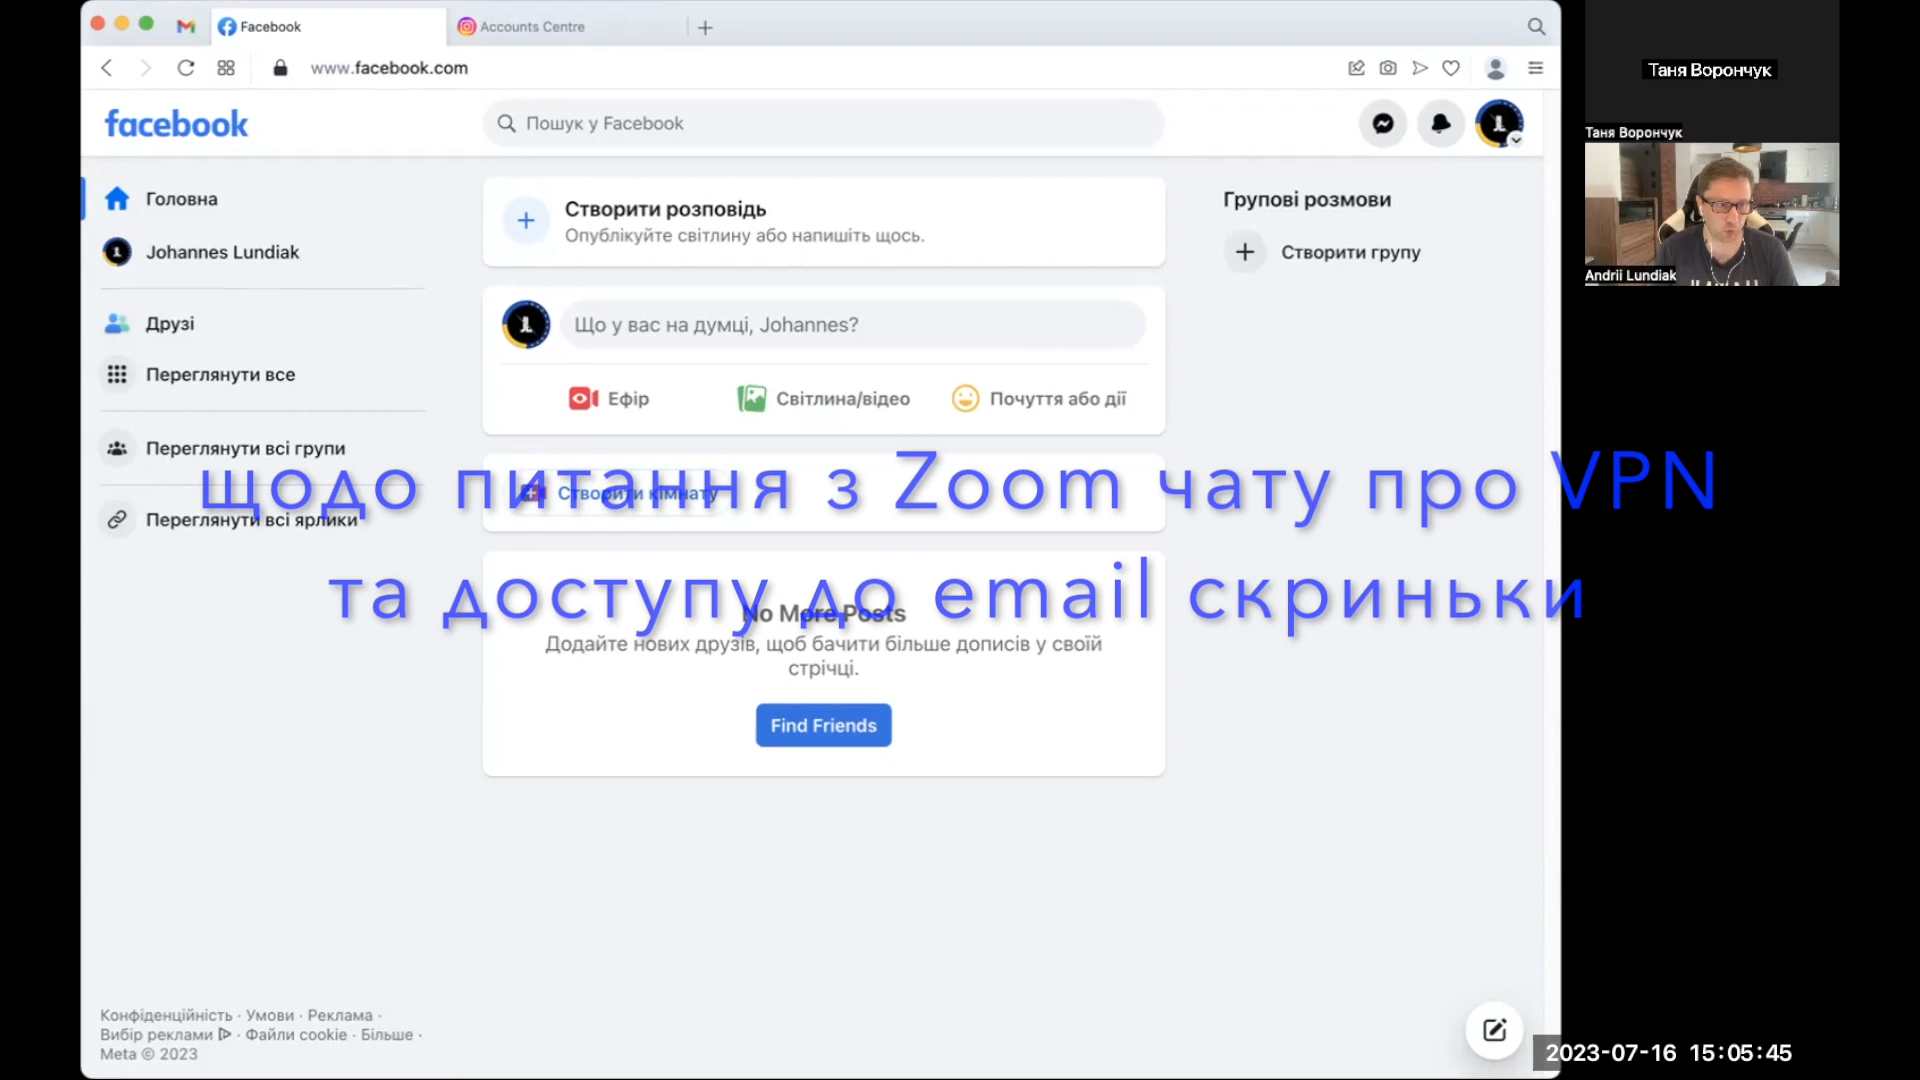 Facebook
Accounts Centre
www.facebook.com
facebook
Пошук у Facebook
Головна
Johannes Lundiak
Друзі
Переглянути все
Переглянути всі групи
Переглянути всі ярлики
Створити розповідь
Опублікуйте світлину або напишіть щось.
Що у вас на думці, Johannes?
Ефір
Світлина/відео
Почуття або дії
Створити кімнату
No More Posts
Додайте нових друзів, щоб бачити більше дописів у своїй
стрічці.
Find Friends
Групові розмови
Створити групу
щодо питання з Zoom чату про VPN
та доступу до email скриньки
Конфіденційність · Умови · Реклама ·
Вибір реклами · Файли cookie · Більше ·
Meta © 2023
Таня Ворончук
Таня Ворончук
Andrii Lundiak
2023-07-16 15:05:45